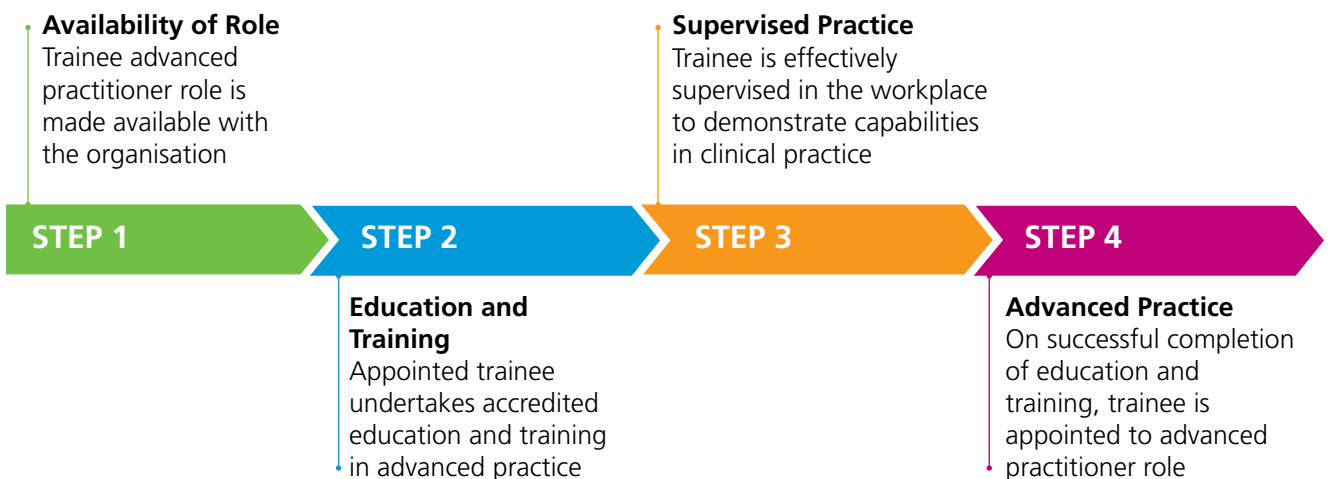 Availability of Role
Trainee advanced
practitioner role is
made available with
the organisation
Supervised Practice
Trainee is effectively
supervised in the workplace
to demonstrate capabilities
in clinical practice
STEP 1
STEP 2
STEP 3
STEP 4
Education and
Training
Appointed trainee
undertakes accredited
education and training
in advanced practice
Advanced Practice
On successful completion
of education and
training, trainee is
appointed to advanced
practitioner role